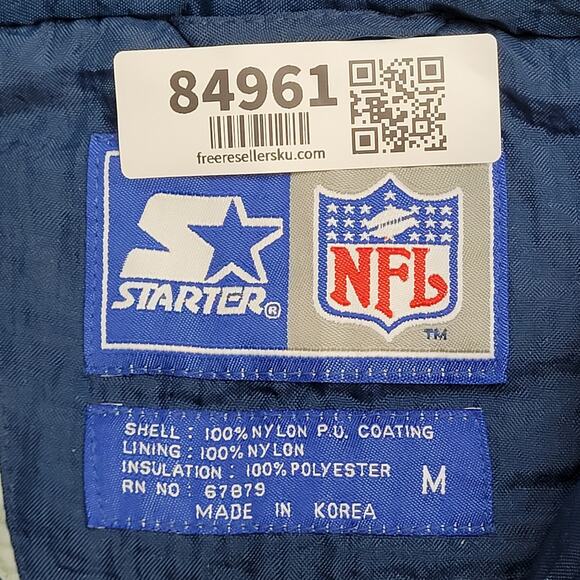 84961
freeresellersku.com
STARTER®
NFL
TM
SHELL : 100% NYLON P.U. COATING
LINING : 100% NYLON
INSULATION : 100% POLYESTER
RN NO : 67879
M
MADE IN KOREA